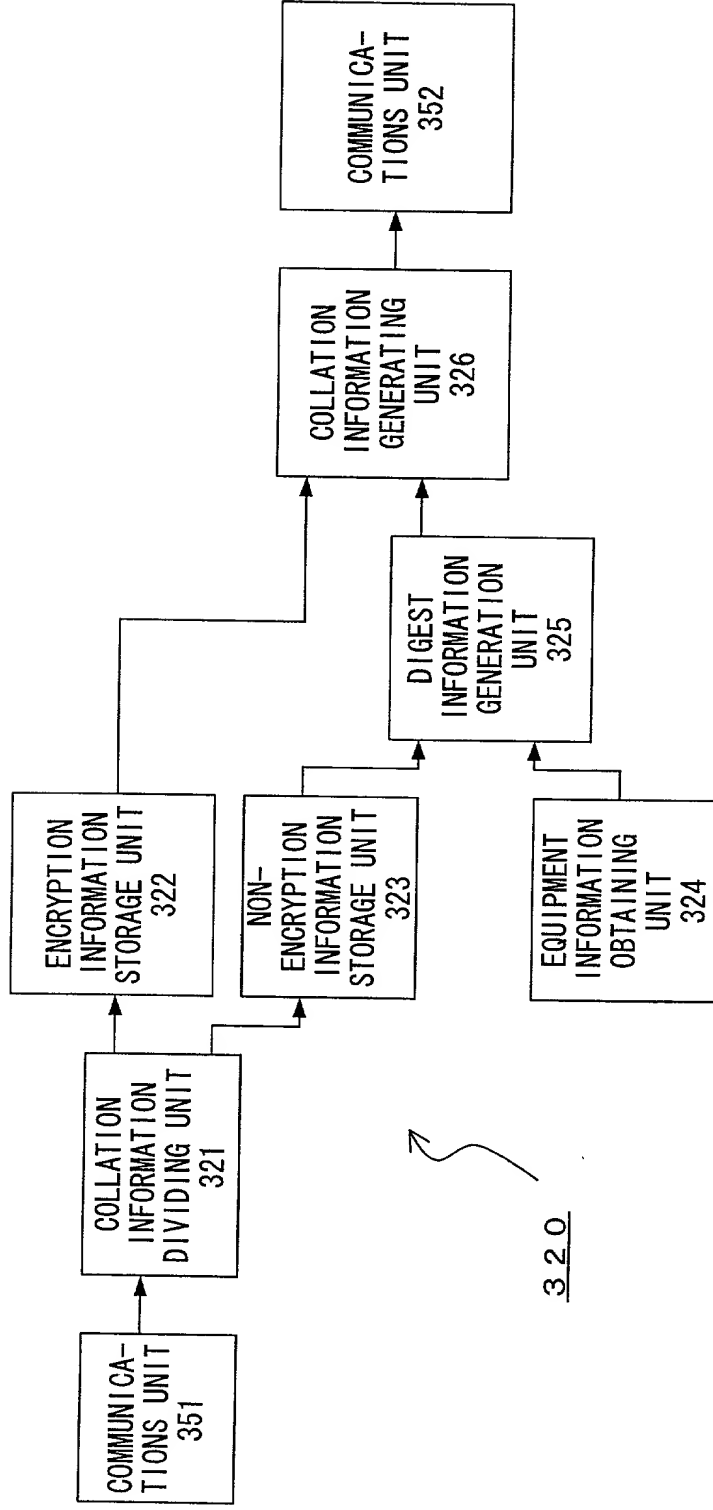 COMMUNICA-
TIONS UNIT
351
COLLATION
INFORMATION
DIVIDING UNIT
321
ENCRYPTION
INFORMATION
STORAGE UNIT
322
NON-
ENCRYPTION
INFORMATION
STORAGE UNIT
323
EQUIPMENT
INFORMATION
OBTAINING
UNIT
324
DIGEST
INFORMATION
GENERATION
UNIT
325
COLLATION
INFORMATION
GENERATING
UNIT
326
COMMUNICA-
TIONS UNIT
352
320